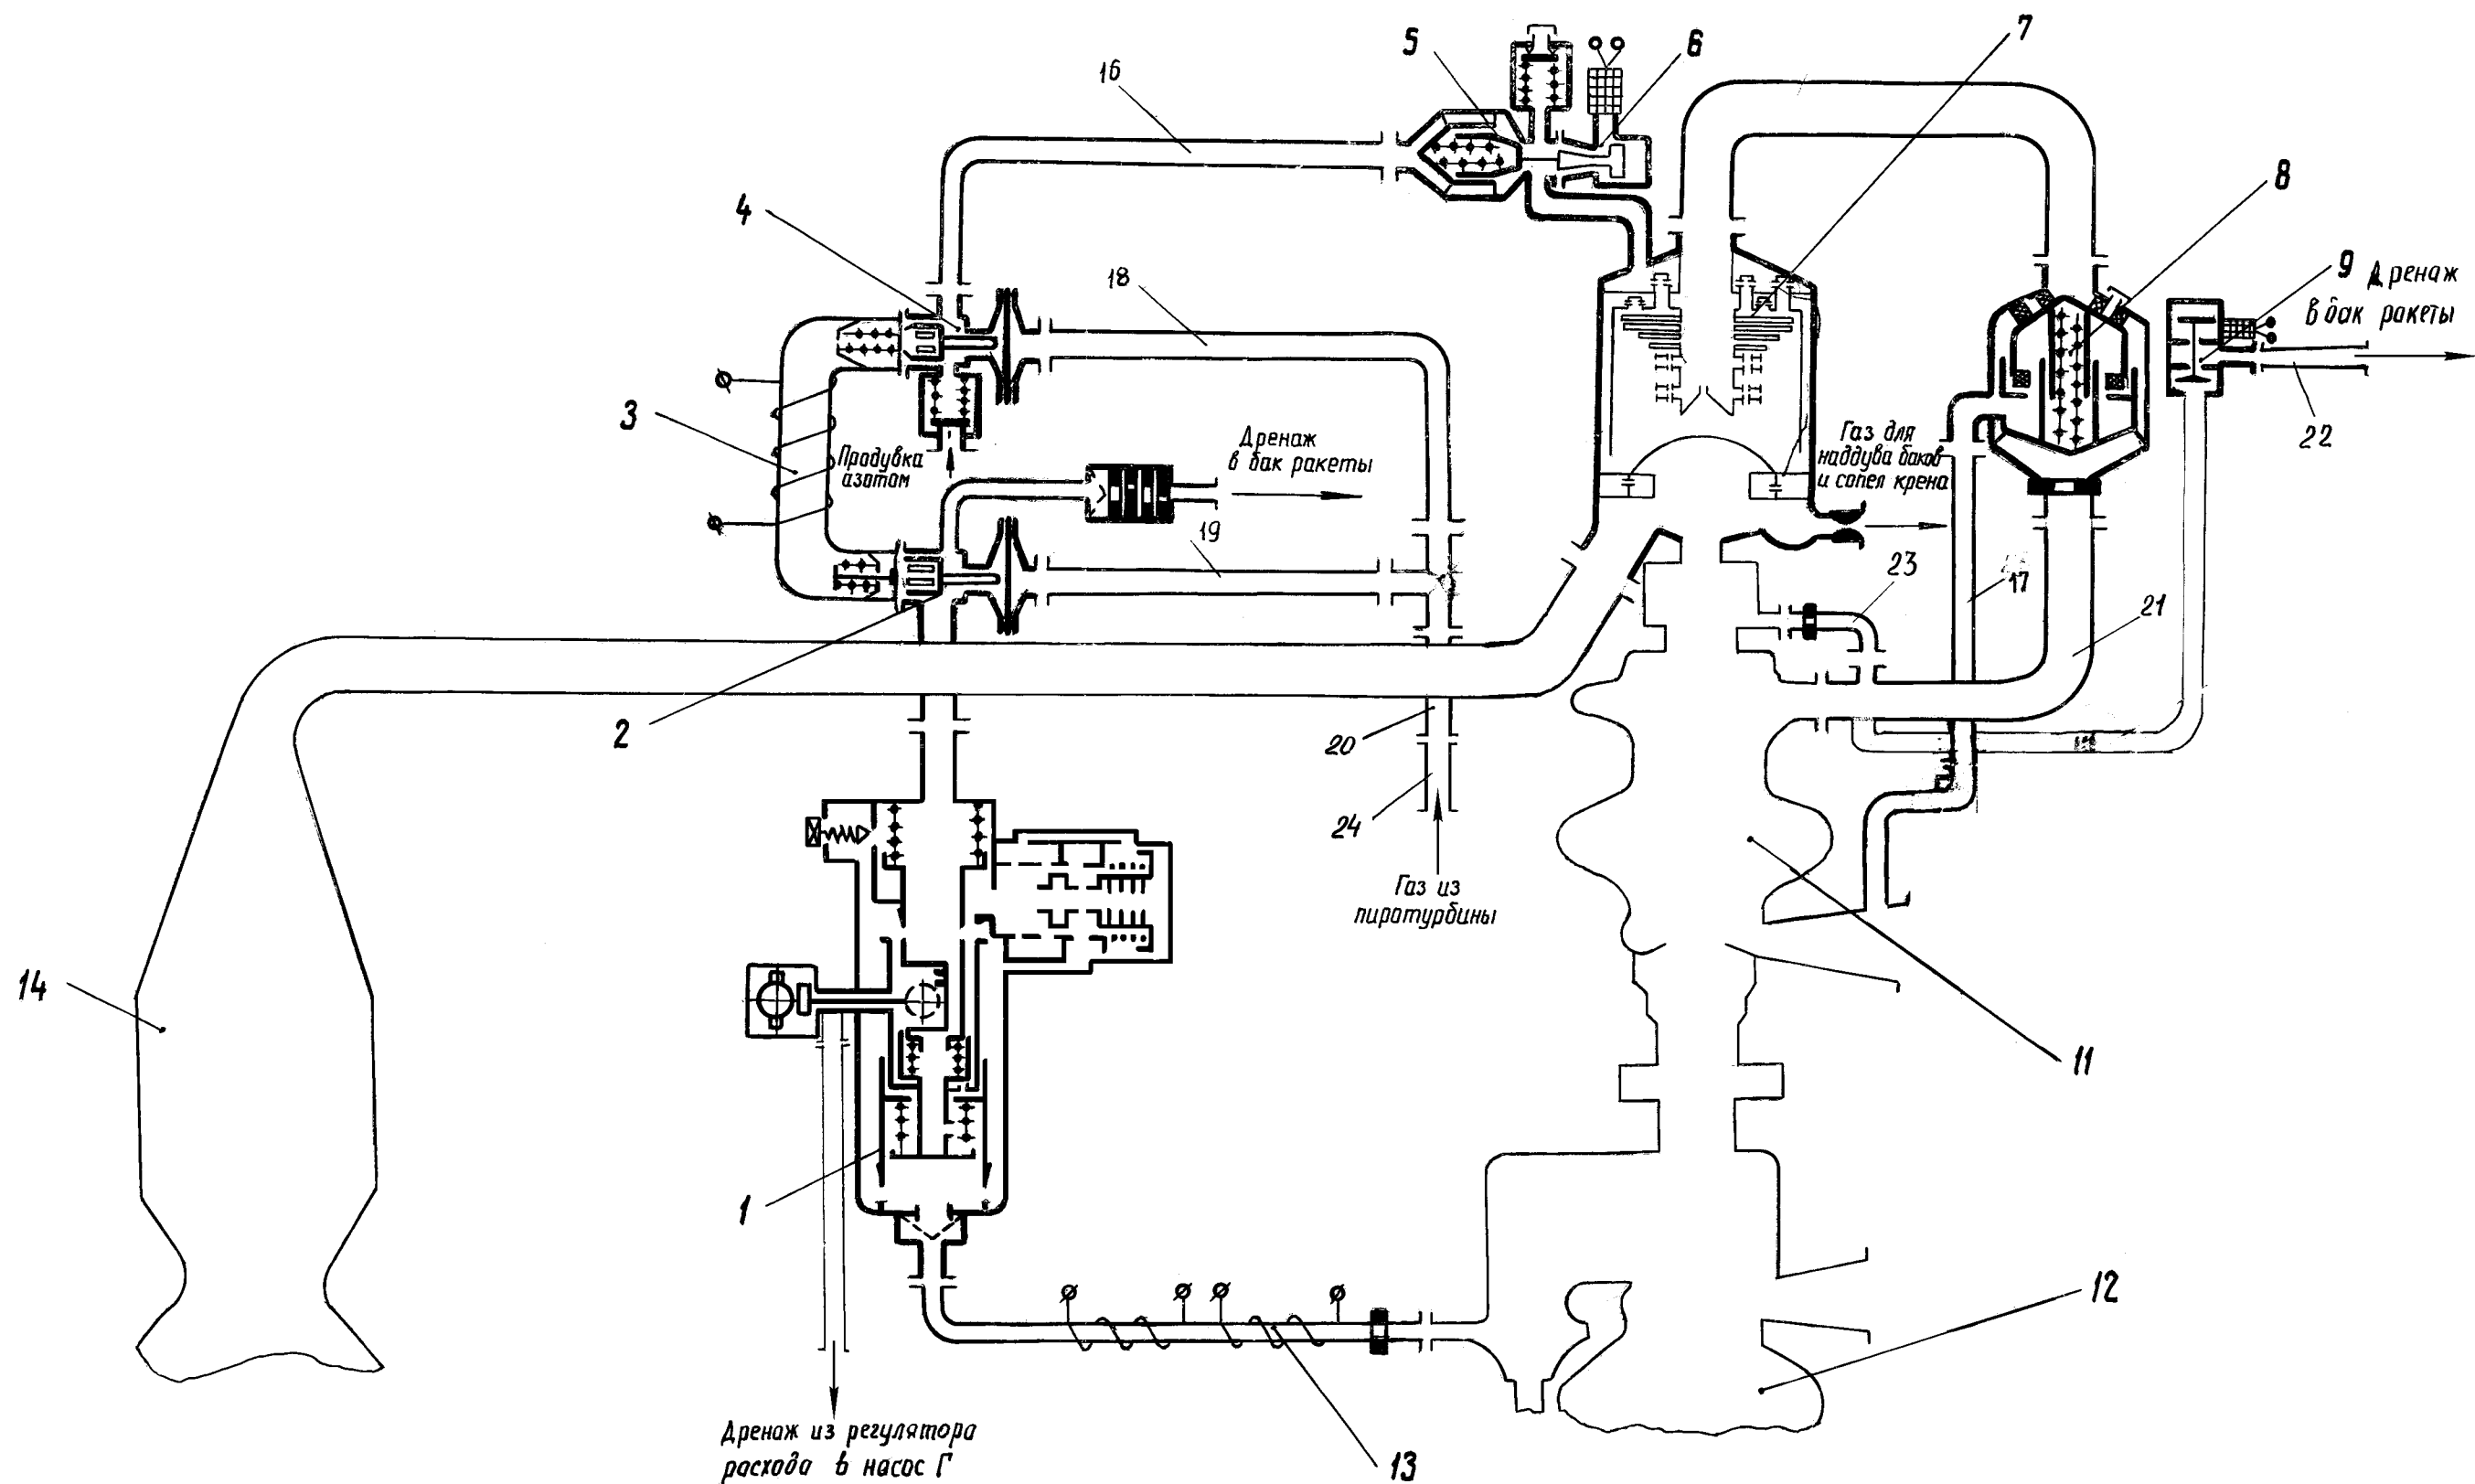 5
6
7
16
8
4
18
9 Дренаж
в бак ракеты
3
Продувка
азотом
Дренаж
в бак ракеты
Газ для
наддува баков
и сопел крена
22
19
23
17
21
2
20
24
Газ из
пиротурбины
14
11
1
12
13
Дренаж из регулятора
расхода в насос Г